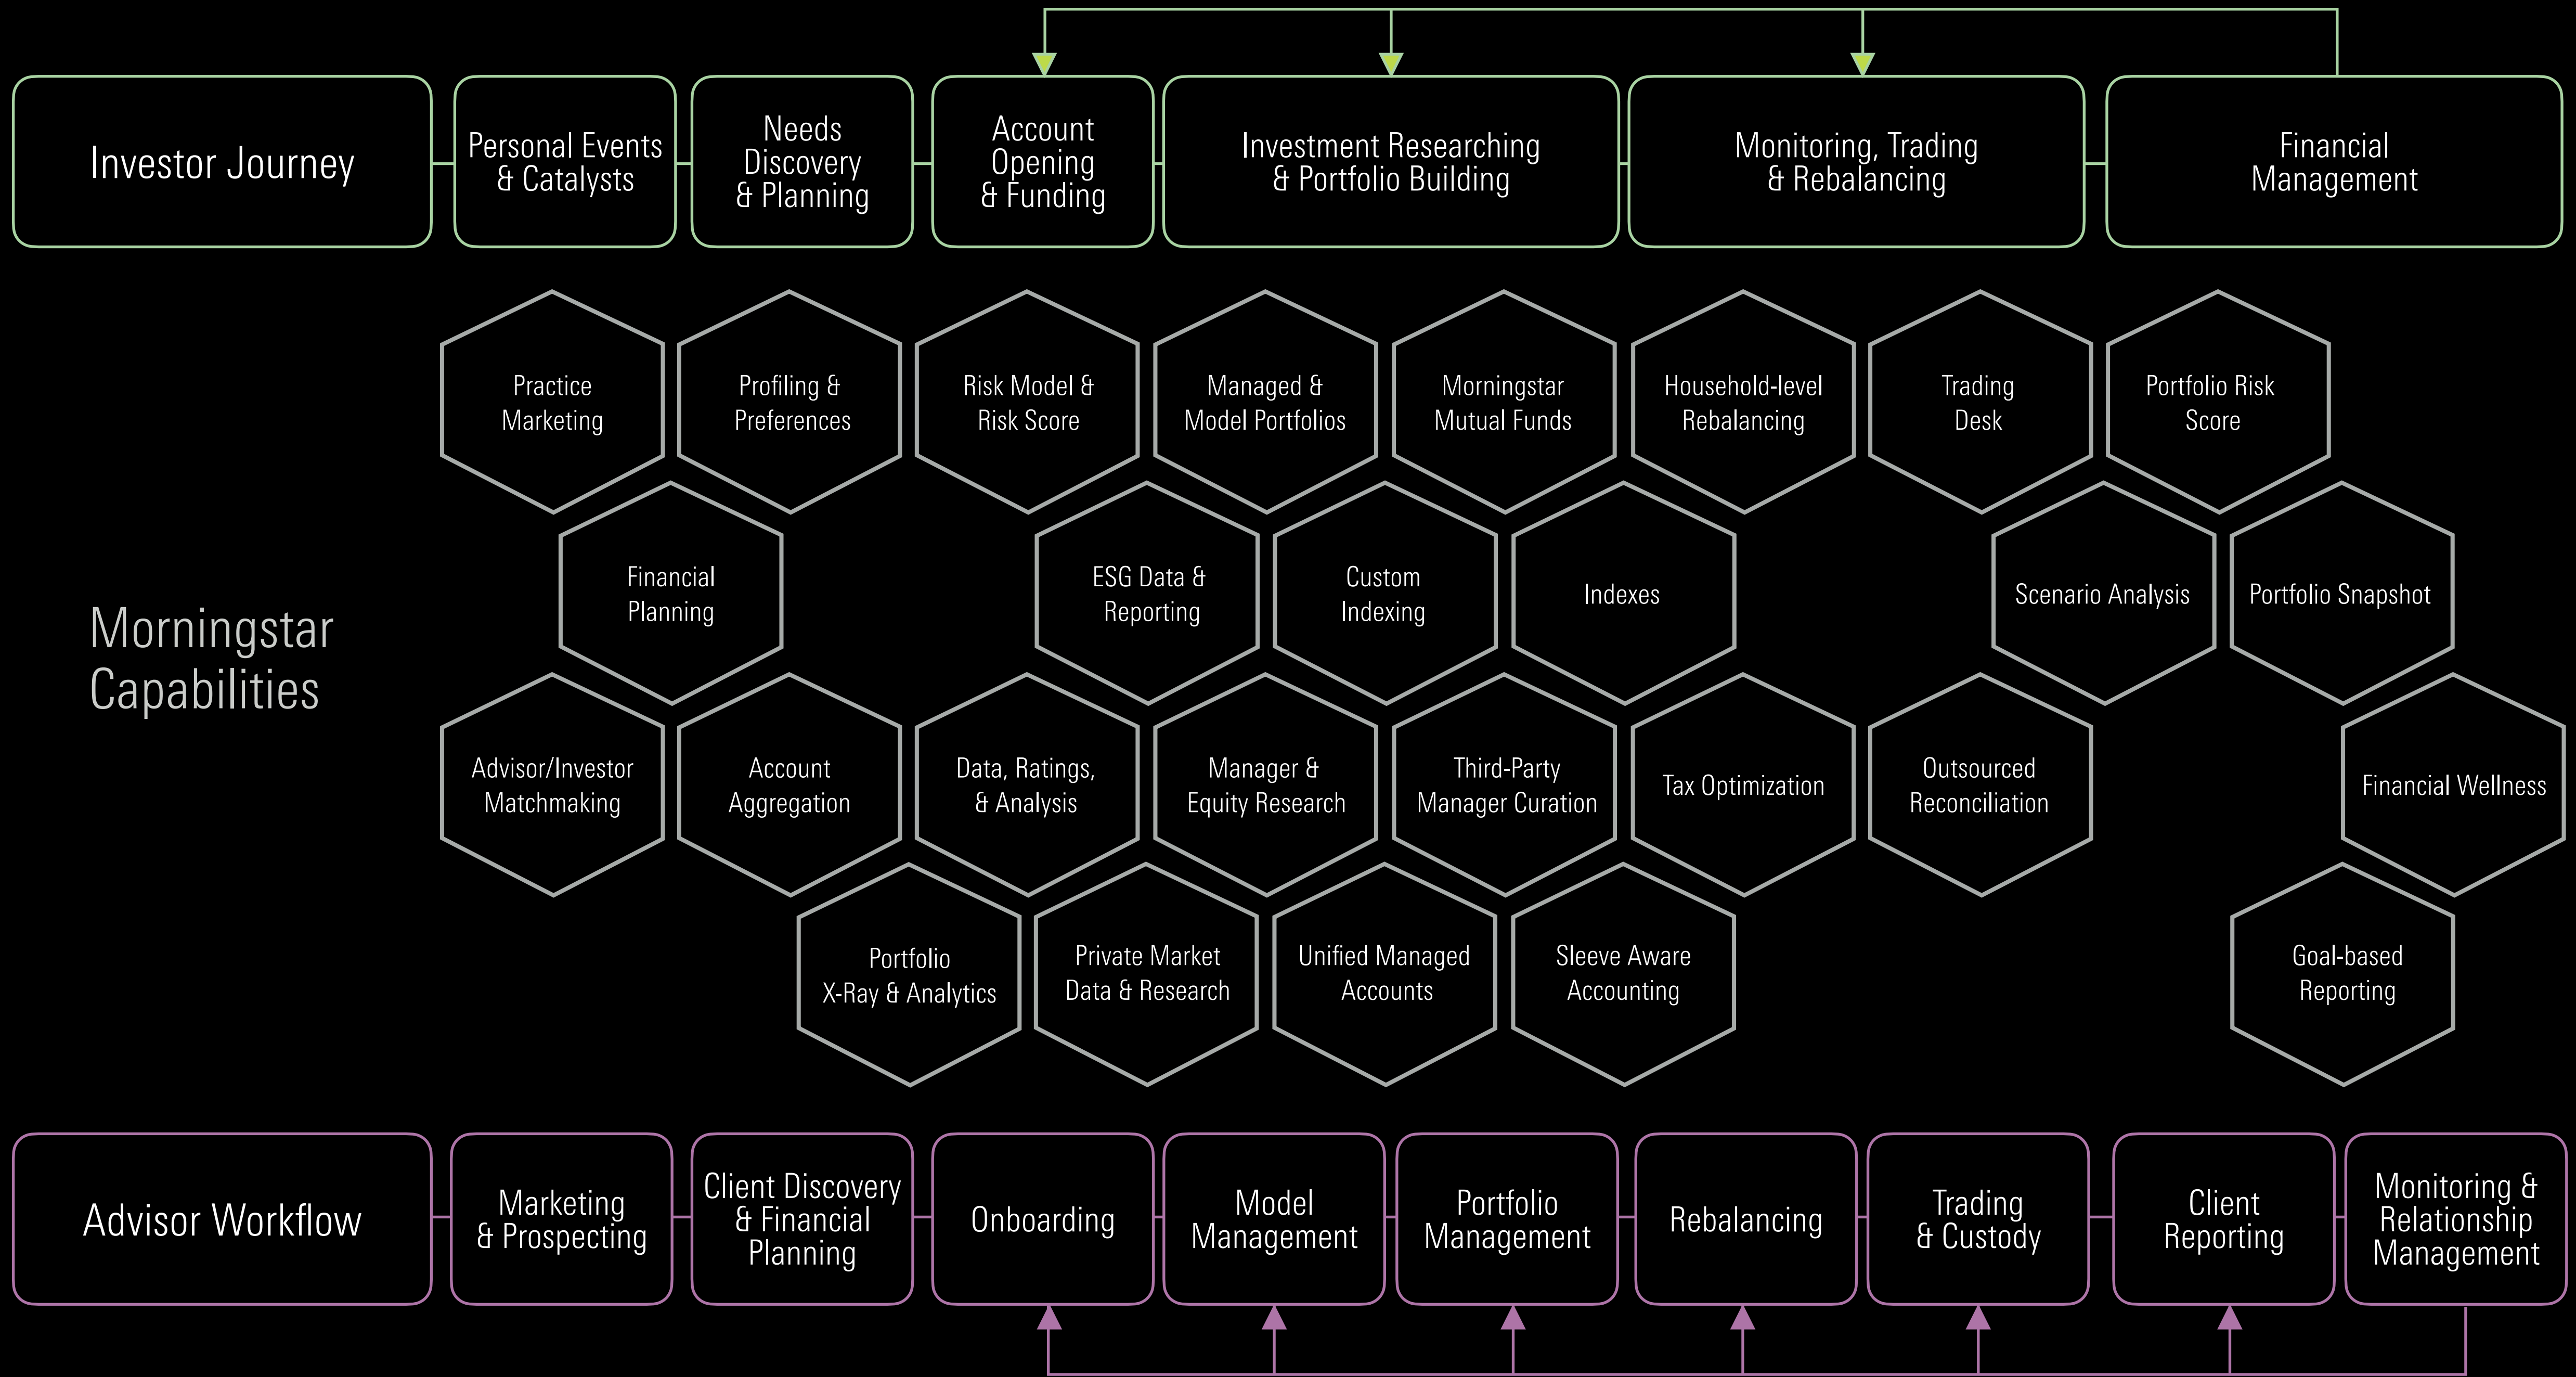 Investor Journey
Personal Events
& Catalysts
Needs
Discovery
& Planning
Account
Opening
& Funding
Investment Researching
& Portfolio Building
Monitoring, Trading
& Rebalancing
Financial
Management
Morningstar
Capabilities
Practice
Marketing
Profiling &
Preferences
Risk Model &
Risk Score
Managed &
Model Portfolios
Morningstar
Mutual Funds
Household-level
Rebalancing
Trading
Desk
Portfolio Risk
Score
Financial
Planning
ESG Data &
Reporting
Custom
Indexing
Indexes
Scenario Analysis
Portfolio Snapshot
Advisor/Investor
Matchmaking
Account
Aggregation
Data, Ratings,
& Analysis
Manager &
Equity Research
Third-Party
Manager Curation
Tax Optimization
Outsourced
Reconciliation
Financial Wellness
Portfolio
X-Ray & Analytics
Private Market
Data & Research
Unified Managed
Accounts
Sleeve Aware
Accounting
Goal-based
Reporting
Advisor Workflow
Marketing
& Prospecting
Client Discovery
& Financial
Planning
Onboarding
Model
Management
Portfolio
Management
Rebalancing
Trading
& Custody
Client
Reporting
Monitoring &
Relationship
Management